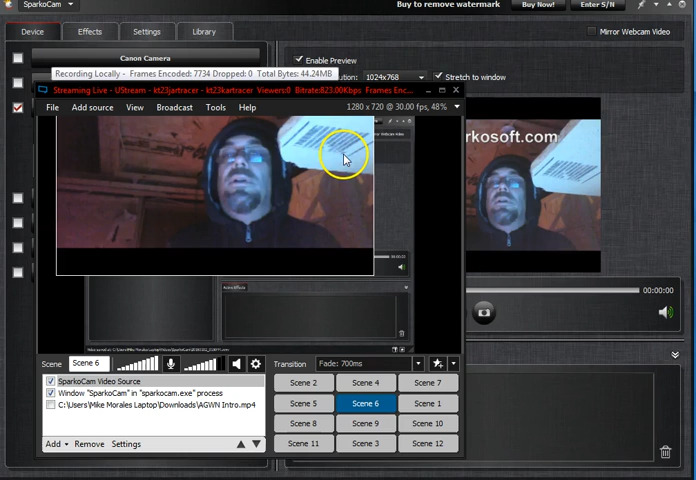 SparkoCam
Buy to remove watermark
Buy Now!
Enter S/N
Device
Effects
Settings
Library
Mirror Webcam Video
Canon Camera
Enable Preview
1024x768
Stretch to window
Recording Locally - Frames Encoded: 7734 Dropped: 0 Total Bytes: 44.24MB
Streaming Live - UStream - kt23jartracer - kt23kartracer Viewers:0 Bitrate:823.00Kbps Frames Enc...
File
Add source
View
Broadcast
Tools
Help
1280 x 720 @ 30.00 fps, 48%
rkosoft.com
00:00:00
Scene
Scene 6
Transition
Fade: 700ms
SparkoCam Video Source
Window "SparkoCam" in "sparkocam.exe" process
C:\Users\Mike Morales Laptop\Downloads\AGWN Intro.mp4
Scene 2
Scene 4
Scene 7
Scene 5
Scene 6
Scene 1
Scene 8
Scene 9
Scene 10
Scene 11
Scene 3
Scene 12
Add
Remove
Settings